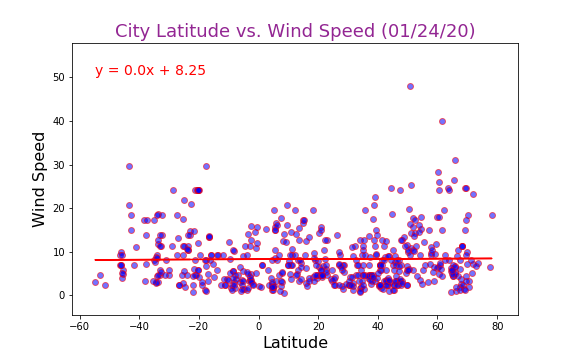 City Latitude vs. Wind Speed (01/24/20)
y = 0.0x + 8.25
Wind Speed
50
40
30
20
10
0
−60 −40 −20 0 20 40 60 80
Latitude